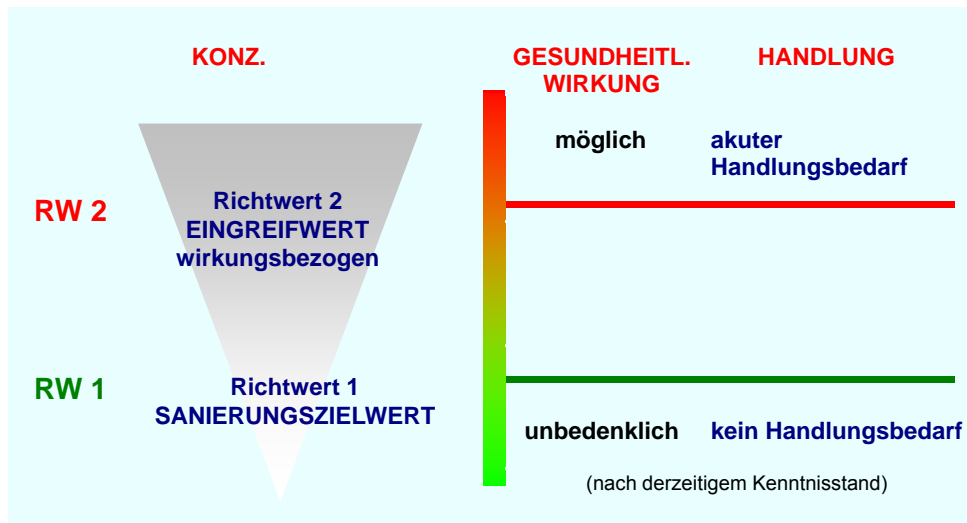 KONZ.
GESUNDHEITL.
WIRKUNG
HANDLUNG
möglich
akuter
Handlungsbedarf
RW 2
Richtwert 2
EINGREIFWERT
wirkungsbezogen
RW 1
Richtwert 1
SANIERUNGSZIELWERT
unbedenklich
kein Handlungsbedarf
(nach derzeitigem Kenntnisstand)